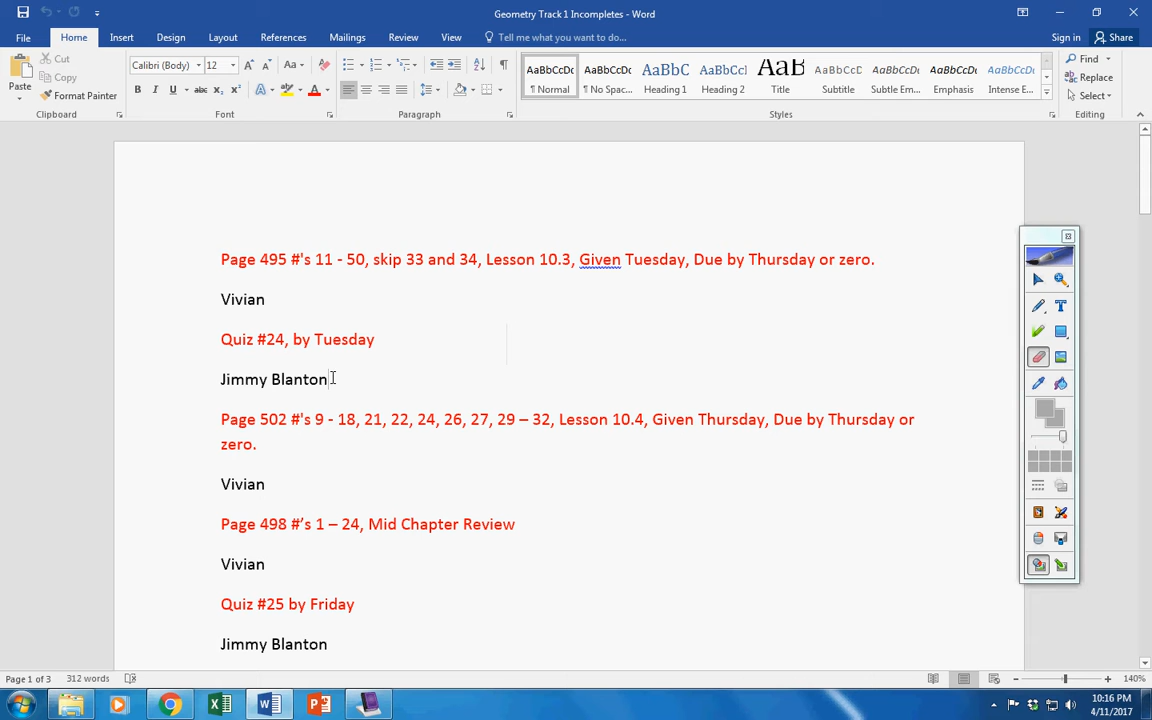 Geometry Track 1 Incompletes - Word
File Home Insert Design Layout References Mailings Review View Tell me what you want to do... Sign in Share
Cut
Copy
Format Painter
Paste
Calibri (Body) 12
Find
Replace
Select
AaBbCcDc AaBbCcDc AaBbC AaBbCcl AaB AaBbCcD AaBbCcDc AaBbCcDc AaBbCcDc
¶ Normal ¶ No Spac... Heading 1 Heading 2 Title Subtitle Subtle Em... Emphasis Intense E...
Clipboard Font Paragraph Styles Editing
Page 495 #'s 11 - 50, skip 33 and 34, Lesson 10.3, Given Tuesday, Due by Thursday or zero.
Vivian
Quiz #24, by Tuesday
Jimmy Blanton
Page 502 #'s 9 - 18, 21, 22, 24, 26, 27, 29 – 32, Lesson 10.4, Given Thursday, Due by Thursday or
zero.
Vivian
Page 498 #’s 1 – 24, Mid Chapter Review
Vivian
Quiz #25 by Friday
Jimmy Blanton
Page 1 of 3 312 words 140%
10:16 PM
4/11/2017